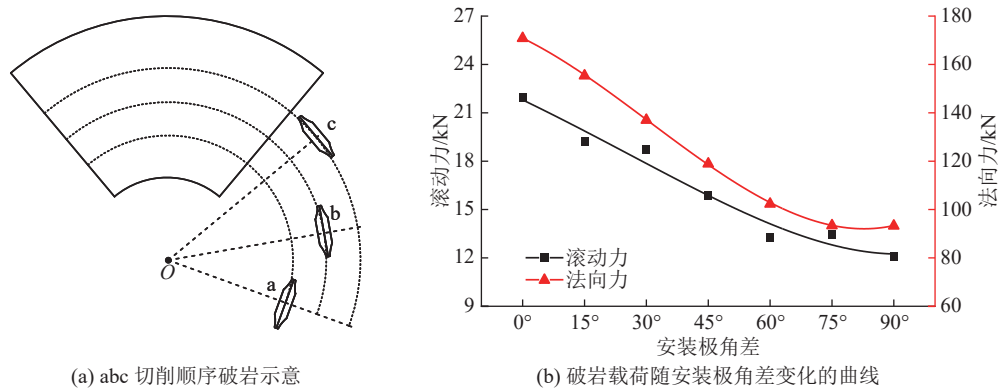 c
b
a
O
(a) abc 切削顺序破岩示意
滚动力/kN
27
24
21
18
15
12
9
180
160
140
120
100
80
60
法向力/kN
滚动力
法向力
0° 15° 30° 45° 60° 75° 90°
安装极角差
(b) 破岩载荷随安装极角差变化的曲线